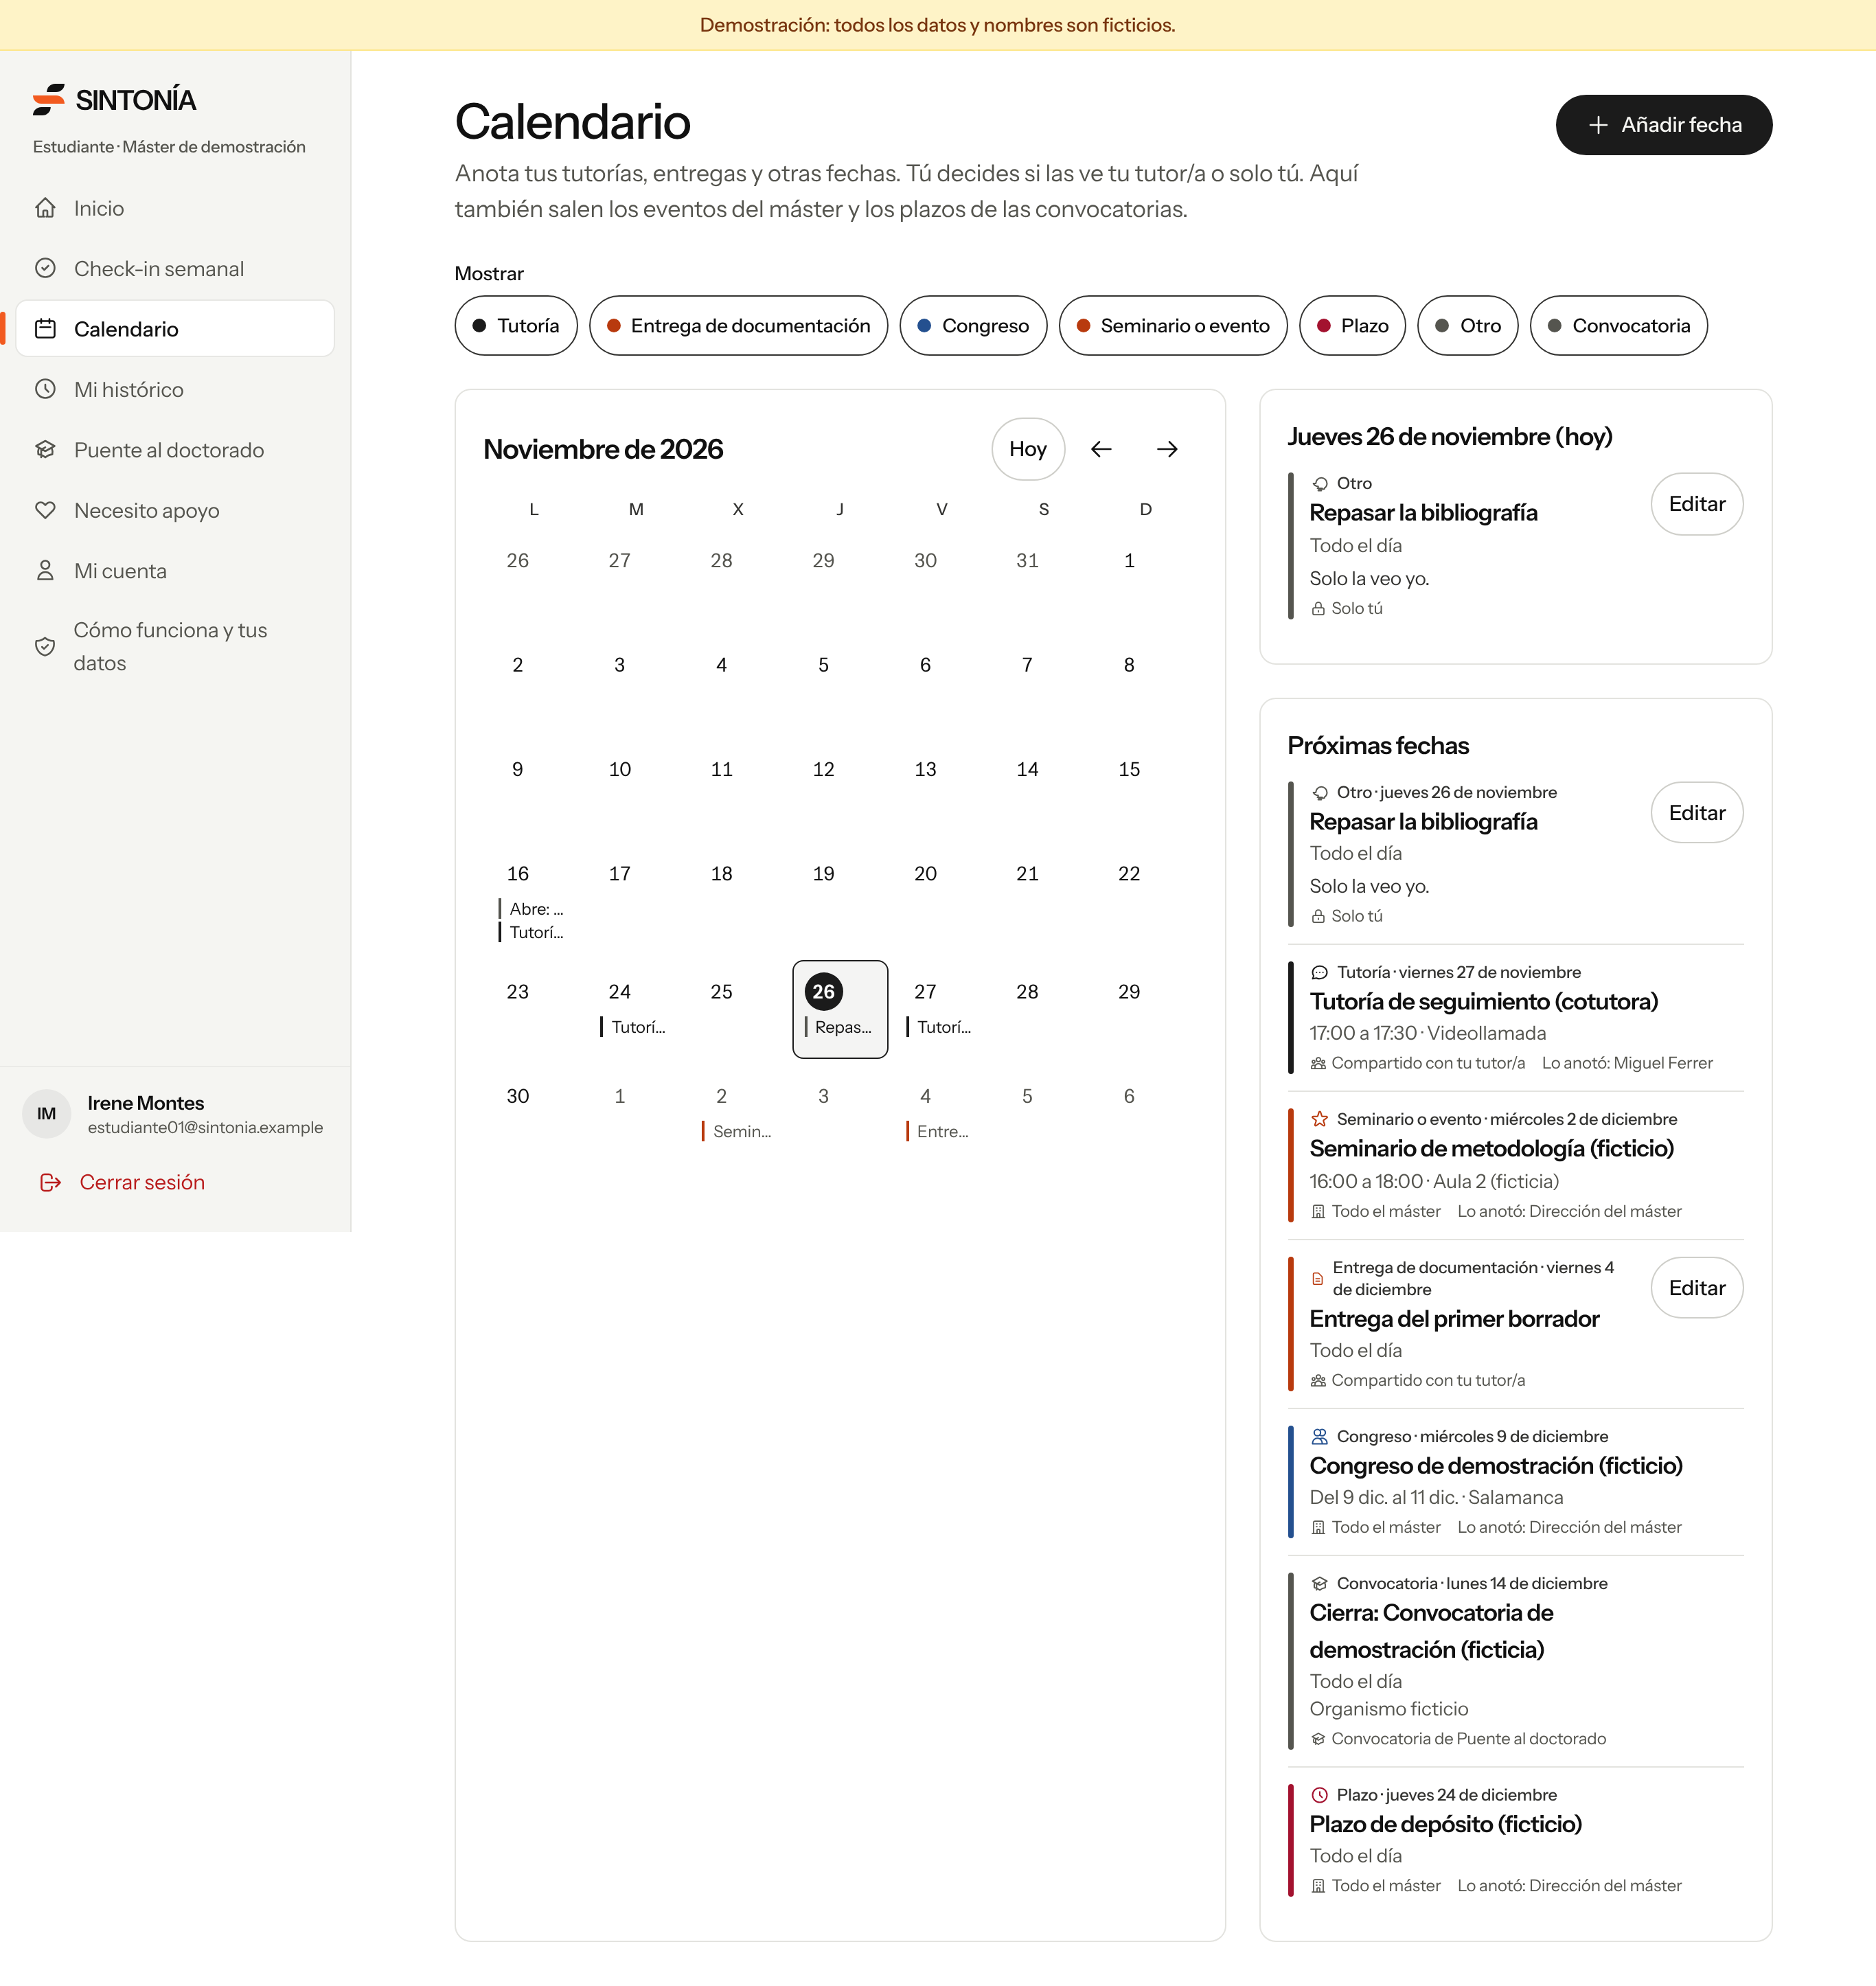 Demostración: todos los datos y nombres son ficticios.
SINTONÍA
Estudiante · Máster de demostración
Inicio
Check-in semanal
Calendario
Mi histórico
Puente al doctorado
Necesito apoyo
Mi cuenta
Cómo funciona y tus
datos
IM
Irene Montes
estudiante01@sintonia.example
Cerrar sesión
Calendario
Añadir fecha
Anota tus tutorías, entregas y otras fechas. Tú decides si las ve tu tutor/a o solo tú. Aquí
también salen los eventos del máster y los plazos de las convocatorias.
Mostrar
Tutoría Entrega de documentación Congreso Seminario o evento Plazo Otro Convocatoria
Noviembre de 2026 Hoy
L M X J V S D
26 27 28 29 30 31 1
2 3 4 5 6 7 8
9 10 11 12 13 14 15
16 17 18 19 20 21 22
Abre: ...
Tutorí...
23 24 25 26 27 28 29
Tutorí... Repas... Tutorí...
30 1 2 3 4 5 6
Semin... Entre...
Jueves 26 de noviembre (hoy)
Otro
Repasar la bibliografía
Editar
Todo el día
Solo la veo yo.
Solo tú
Próximas fechas
Otro · jueves 26 de noviembre
Repasar la bibliografía
Editar
Todo el día
Solo la veo yo.
Solo tú
Tutoría · viernes 27 de noviembre
Tutoría de seguimiento (cotutora)
17:00 a 17:30 · Videollamada
Compartido con tu tutor/a Lo anotó: Miguel Ferrer
Seminario o evento · miércoles 2 de diciembre
Seminario de metodología (ficticio)
16:00 a 18:00 · Aula 2 (ficticia)
Todo el máster Lo anotó: Dirección del máster
Entrega de documentación · viernes 4
de diciembre
Editar
Entrega del primer borrador
Todo el día
Compartido con tu tutor/a
Congreso · miércoles 9 de diciembre
Congreso de demostración (ficticio)
Del 9 dic. al 11 dic. · Salamanca
Todo el máster Lo anotó: Dirección del máster
Convocatoria · lunes 14 de diciembre
Cierra: Convocatoria de
demostración (ficticia)
Todo el día
Organismo ficticio
Convocatoria de Puente al doctorado
Plazo · jueves 24 de diciembre
Plazo de depósito (ficticio)
Todo el día
Todo el máster Lo anotó: Dirección del máster